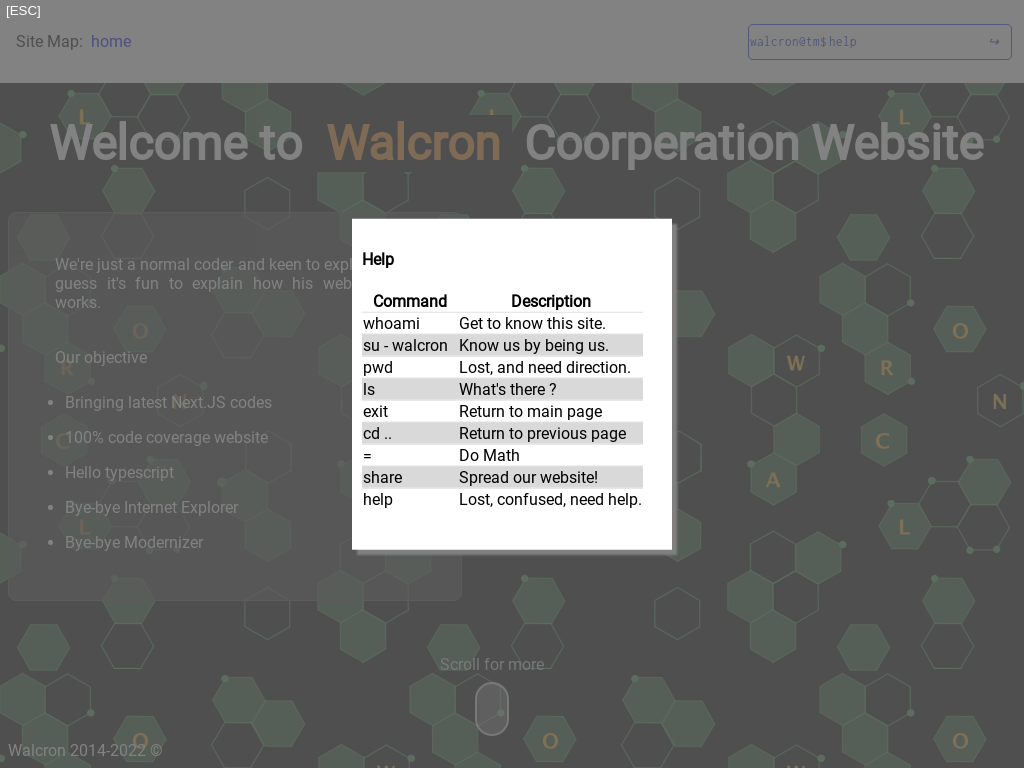 [ESC]
Site Map: home
walcron@tm$ help ↪
Welcome to Walcron Coorperation Website
We're just a normal coder and keen to expl
guess it's fun to explain how his web
works.
Our objective
Bringing latest Next.JS codes
100% code coverage website
Hello typescript
Bye-bye Internet Explorer
Bye-bye Modernizer
Help
Command Description
whoami Get to know this site.
su - walcron Know us by being us.
pwd Lost, and need direction.
ls What's there ?
exit Return to main page
cd .. Return to previous page
= Do Math
share Spread our website!
help Lost, confused, need help.
Scroll for more
Walcron 2014-2022 ©